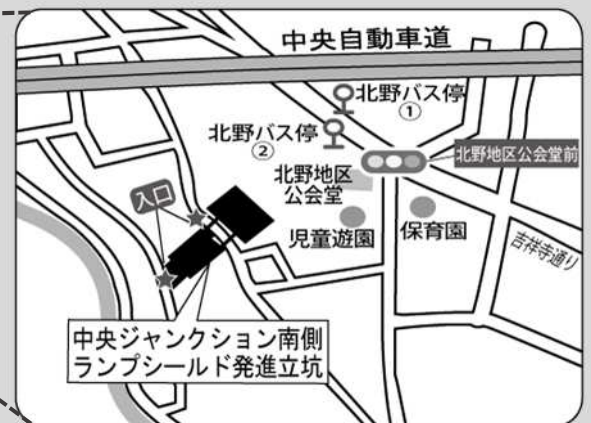 中央自動車道
北野バス停
①
北野バス停
②
北野地区公会堂前
北野地区
公会堂
入口
児童遊園
保育園
吉祥寺通り
中央ジャンクション南側
ランプシールド発進立坑